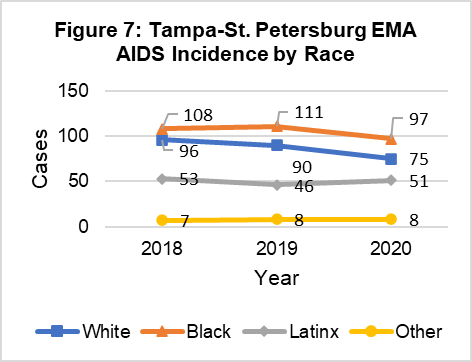 Figure 7: Tampa-St. Petersburg EMA
AIDS Incidence by Race
Cases
150
100
50
0
108
111
97
96
90
75
53
46
51
7
8
8
2018
2019
2020
Year
White
Black
Latinx
Other